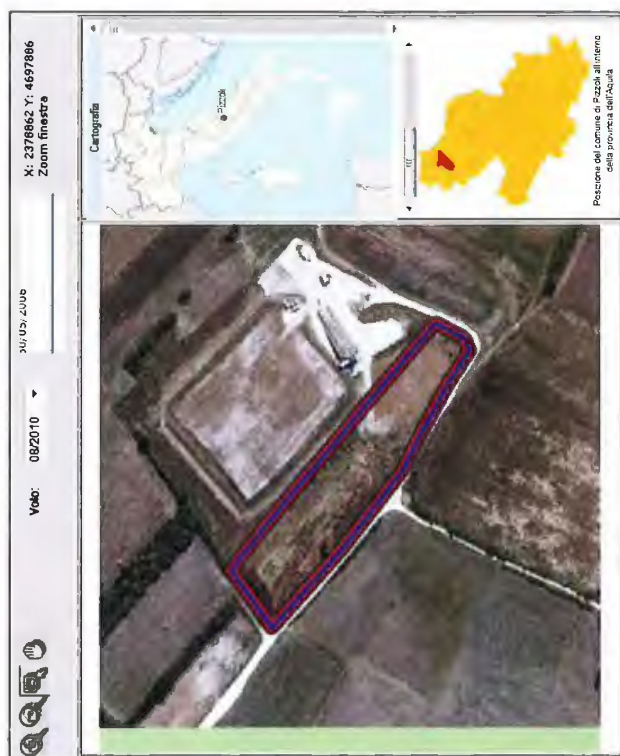 Volo: 08/2010
X: 2378862 Y: 4697886
Zoom finestra
Cartografia
Pizzoli
Posizione del comune di Pizzoli all'interno
della provincia dell'Aquila